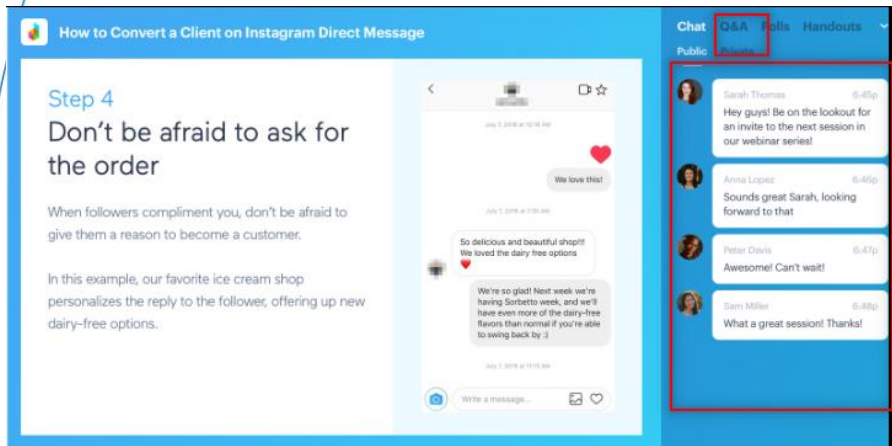 How to Convert a Client on Instagram Direct Message
Step 4
Don't be afraid to ask for
the order
When followers compliment you, don't be afraid to
give them a reason to become a customer.
In this example, our favorite ice cream shop
personalizes the reply to the follower, offering up new
dairy-free options.
We love this!
So delicious and beautiful shop!!!
We loved the dairy free options
We're so glad! Next week we're
having Sorbetto week, and we'll
have even more of the dairy-free
flavors than normal if you're able
to swing back by :)
Write a message...
Chat Q&A Polls Handouts
Public Private
Sarah Thomas 6:45p
Hey guys! Be on the lookout for
an invite to the next session in
our webinar series!
Anna Lopez 6:46p
Sounds great Sarah, looking
forward to that
Peter Davis 6:47p
Awesome! Can't wait!
Sam Miller 6:48p
What a great session! Thanks!